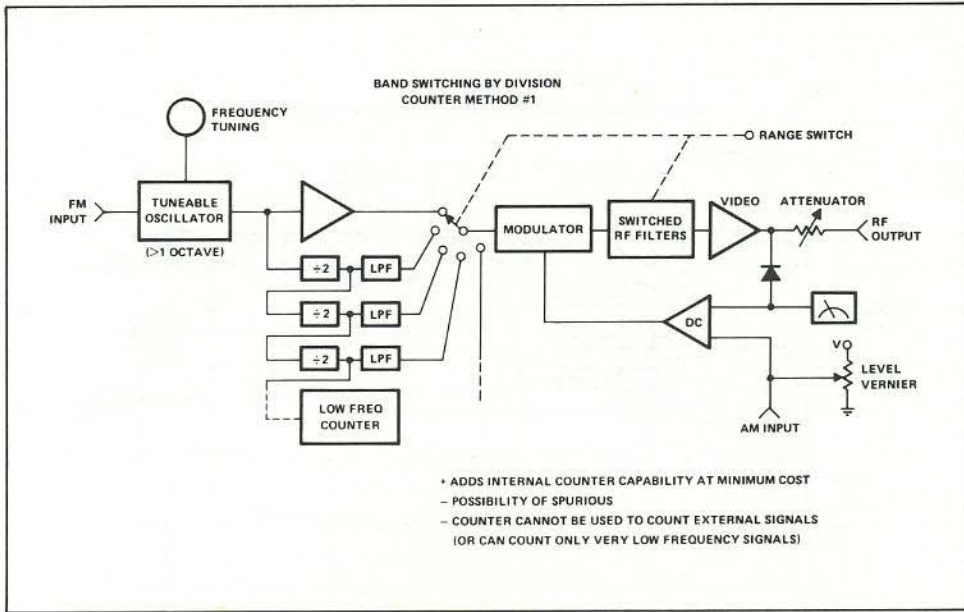 BAND SWITCHING BY DIVISION
COUNTER METHOD #1
FREQUENCY
TUNING
RANGE SWITCH
FM
INPUT
TUNEABLE
OSCILLATOR
(>1 OCTAVE)
MODULATOR
SWITCHED
RF FILTERS
VIDEO
ATTENUATOR
RF
OUTPUT
÷2
LPF
÷2
LPF
÷2
LPF
LOW FREQ
COUNTER
DC
V
LEVEL
VERNIER
AM INPUT
+ ADDS INTERNAL COUNTER CAPABILITY AT MINIMUM COST
– POSSIBILITY OF SPURIOUS
– COUNTER CANNOT BE USED TO COUNT EXTERNAL SIGNALS
(OR CAN COUNT ONLY VERY LOW FREQUENCY SIGNALS)